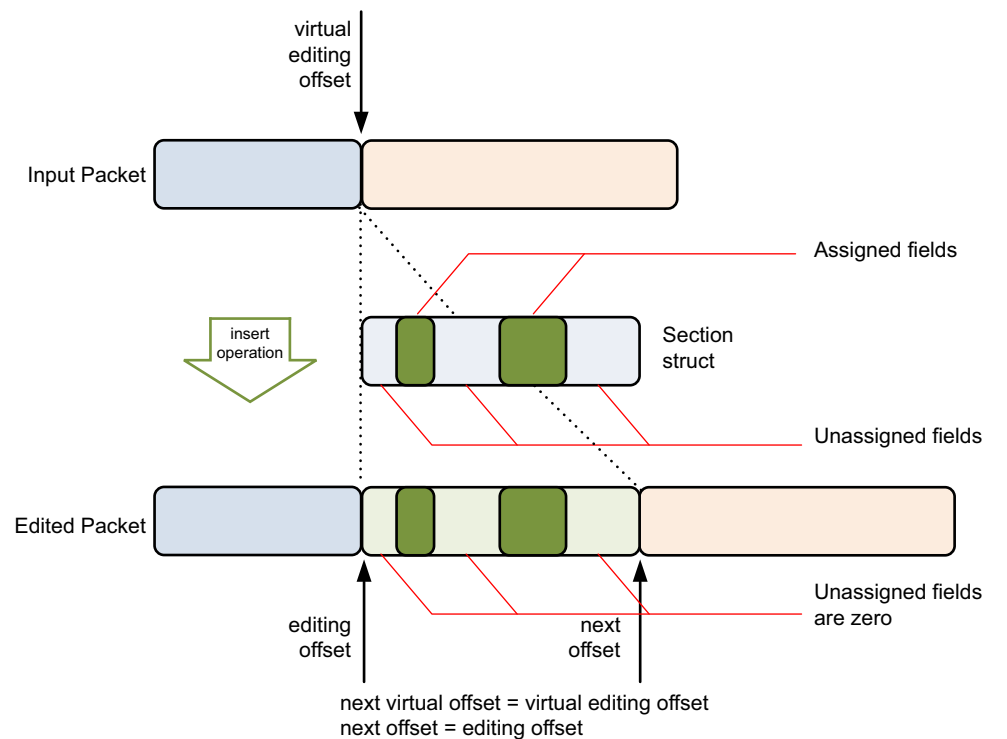 virtual
editing
offset
Input Packet
Assigned fields
insert
operation
Section
struct
Unassigned fields
Edited Packet
Unassigned fields
are zero
editing
offset
next
offset
next virtual offset = virtual editing offset
next offset = editing offset